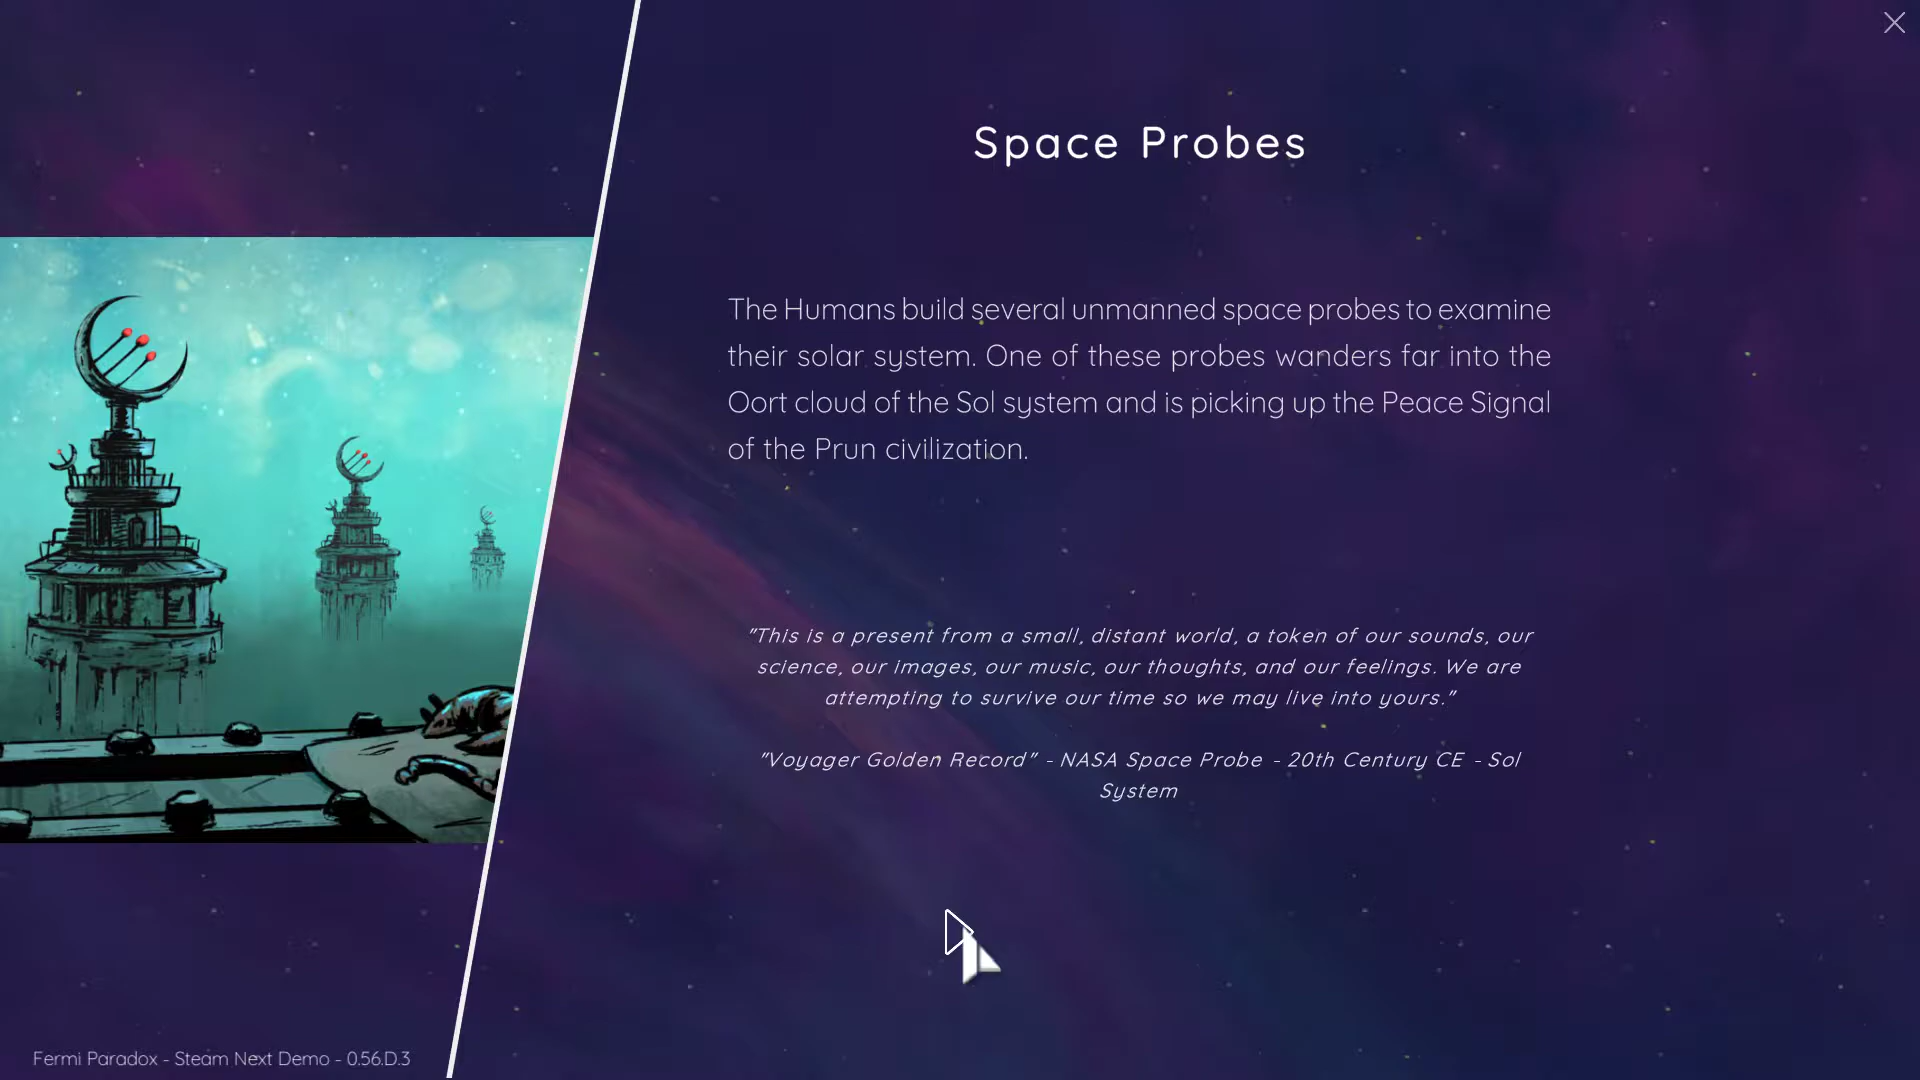 Space Probes
The Humans build several unmanned space probes to examine
their solar system. One of these probes wanders far into the
Oort cloud of the Sol system and is picking up the Peace Signal
of the Prun civilization.
"This is a present from a small, distant world, a token of our sounds, our
science, our images, our music, our thoughts, and our feelings. We are
attempting to survive our time so we may live into yours."
"Voyager Golden Record" - NASA Space Probe - 20th Century CE - Sol
System
Fermi Paradox - Steam Next Demo - 0.56.D.3